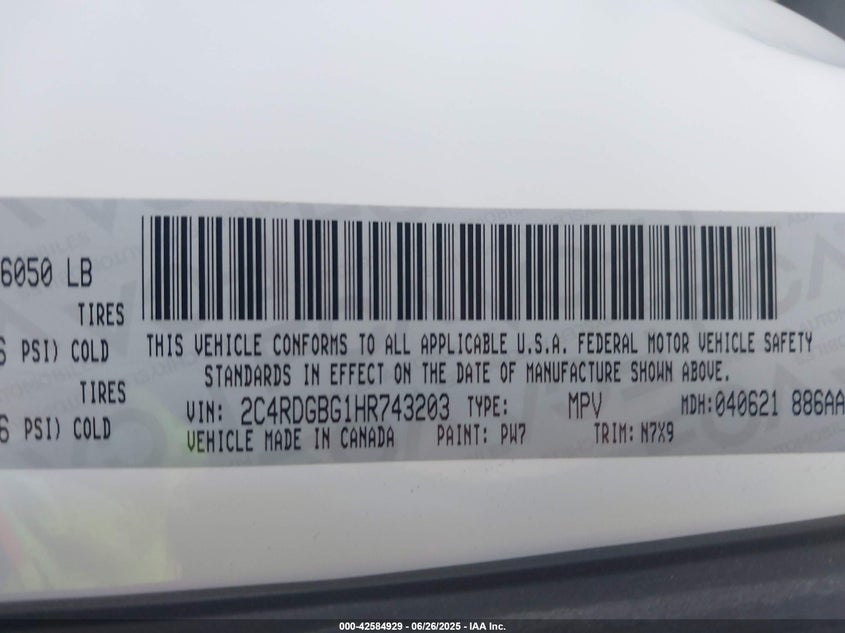 6050 LB
TIRES
PSI) COLD
TIRES
PSI) COLD
THIS VEHICLE CONFORMS TO ALL APPLICABLE U.S.A. FEDERAL MOTOR VEHICLE SAFETY
STANDARDS IN EFFECT ON THE DATE OF MANUFACTURE SHOWN ABOVE.
VIN: 2C4RDGBG1HR743203 TYPE: MPV MDH:040621 886AA
VEHICLE MADE IN CANADA PAINT: PW7 TRIM: N7X9
000-42584929 - 06/26/2025 - IAA Inc.